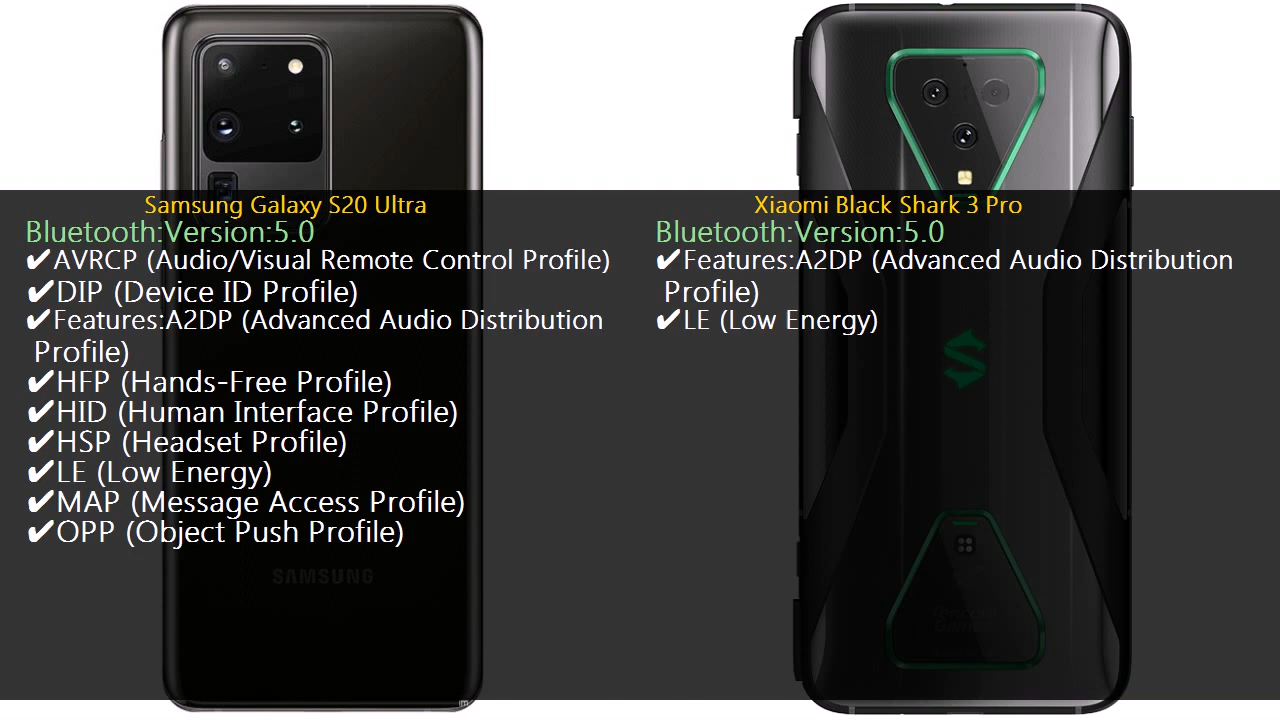 Samsung Galaxy S20 Ultra
Bluetooth:Version:5.0
✔AVRCP (Audio/Visual Remote Control Profile)
✔DIP (Device ID Profile)
✔Features:A2DP (Advanced Audio Distribution
Profile)
✔HFP (Hands-Free Profile)
✔HID (Human Interface Profile)
✔HSP (Headset Profile)
✔LE (Low Energy)
✔MAP (Message Access Profile)
✔OPP (Object Push Profile)
SAMSUNG
Xiaomi Black Shark 3 Pro
Bluetooth:Version:5.0
✔Features:A2DP (Advanced Audio Distribution
Profile)
✔LE (Low Energy)